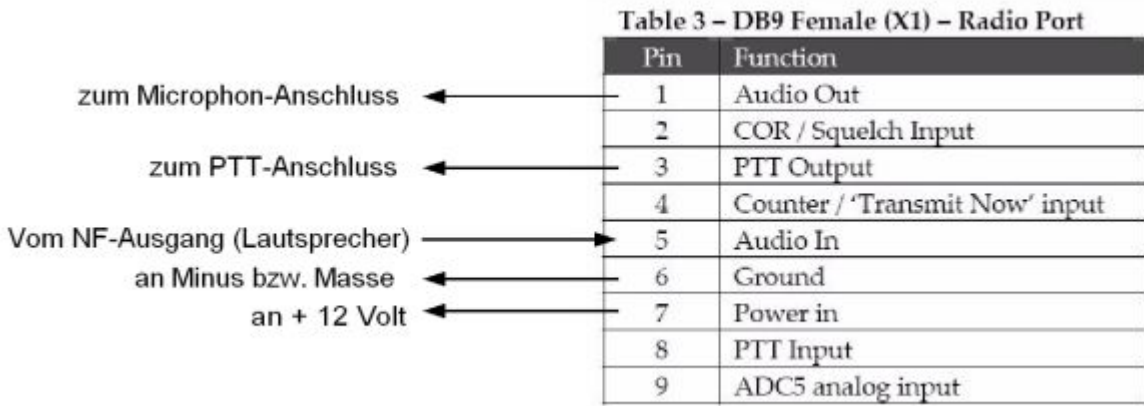 Table 3 – DB9 Female (X1) – Radio Port
Pin Function
zum Microphon-Anschluss 1 Audio Out
2 COR / Squelch Input
zum PTT-Anschluss 3 PTT Output
4 Counter / 'Transmit Now' input
Vom NF-Ausgang (Lautsprecher) 5 Audio In
an Minus bzw. Masse 6 Ground
an + 12 Volt 7 Power in
8 PTT Input
9 ADC5 analog input